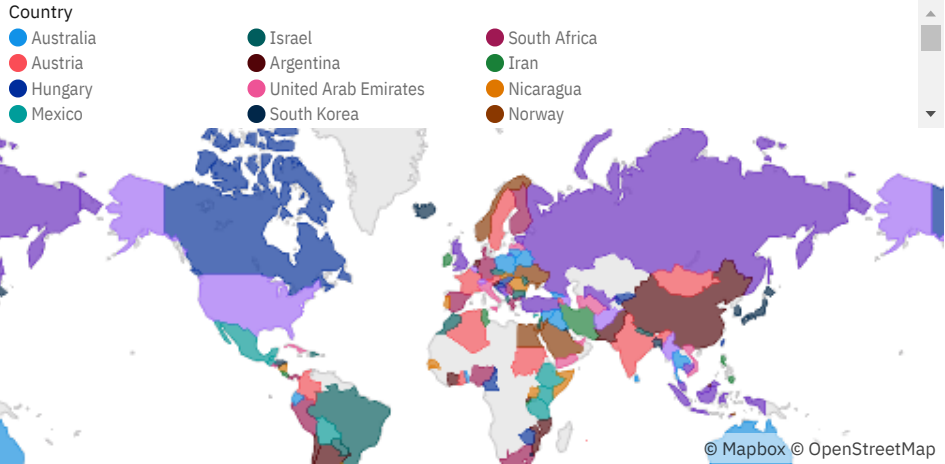 Country
Australia
Israel
South Africa
Austria
Argentina
Iran
Hungary
United Arab Emirates
Nicaragua
Mexico
South Korea
Norway
© Mapbox © OpenStreetMap